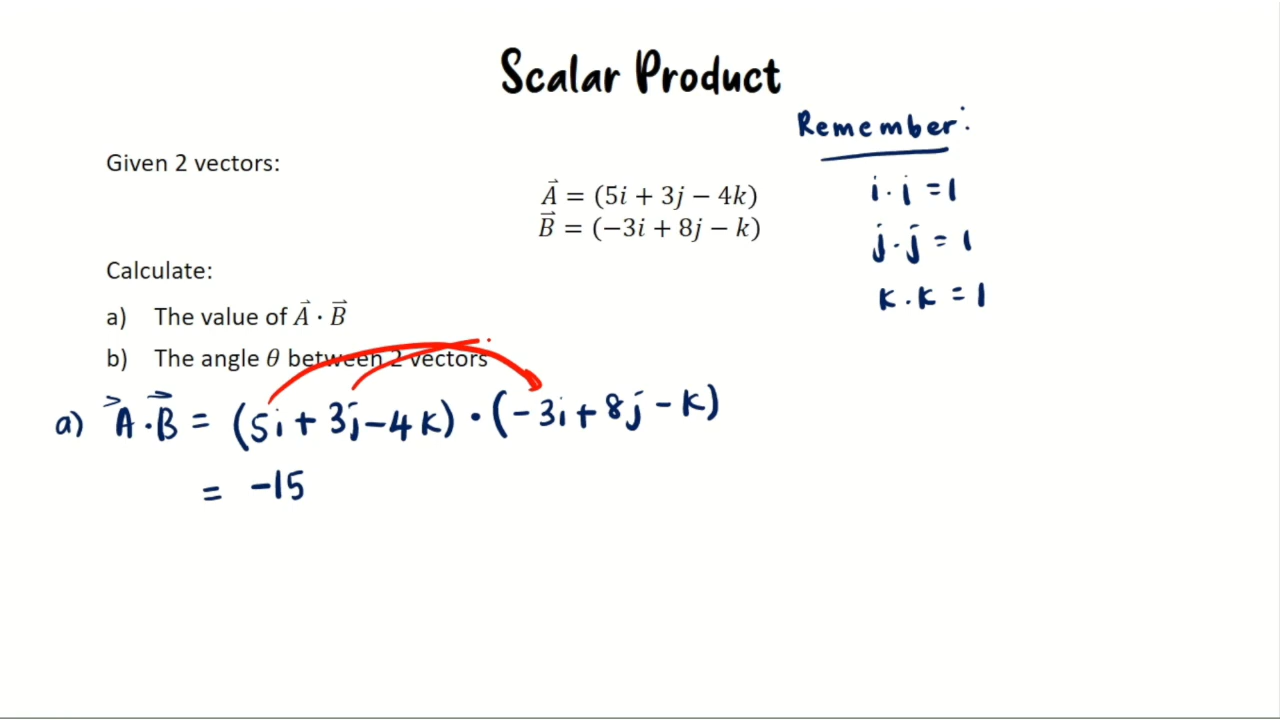 Scalar Product
Remember:
Given 2 vectors:
A⃗ = (5i + 3j − 4k)
B⃗ = (−3i + 8j − k)
i · i = 1
j · j = 1
k · k = 1
Calculate:
a) The value of A⃗ · B⃗
b) The angle θ between 2 vectors
a) A⃗ · B⃗ = (5i + 3j − 4k) · (−3i + 8j − k)
= −15